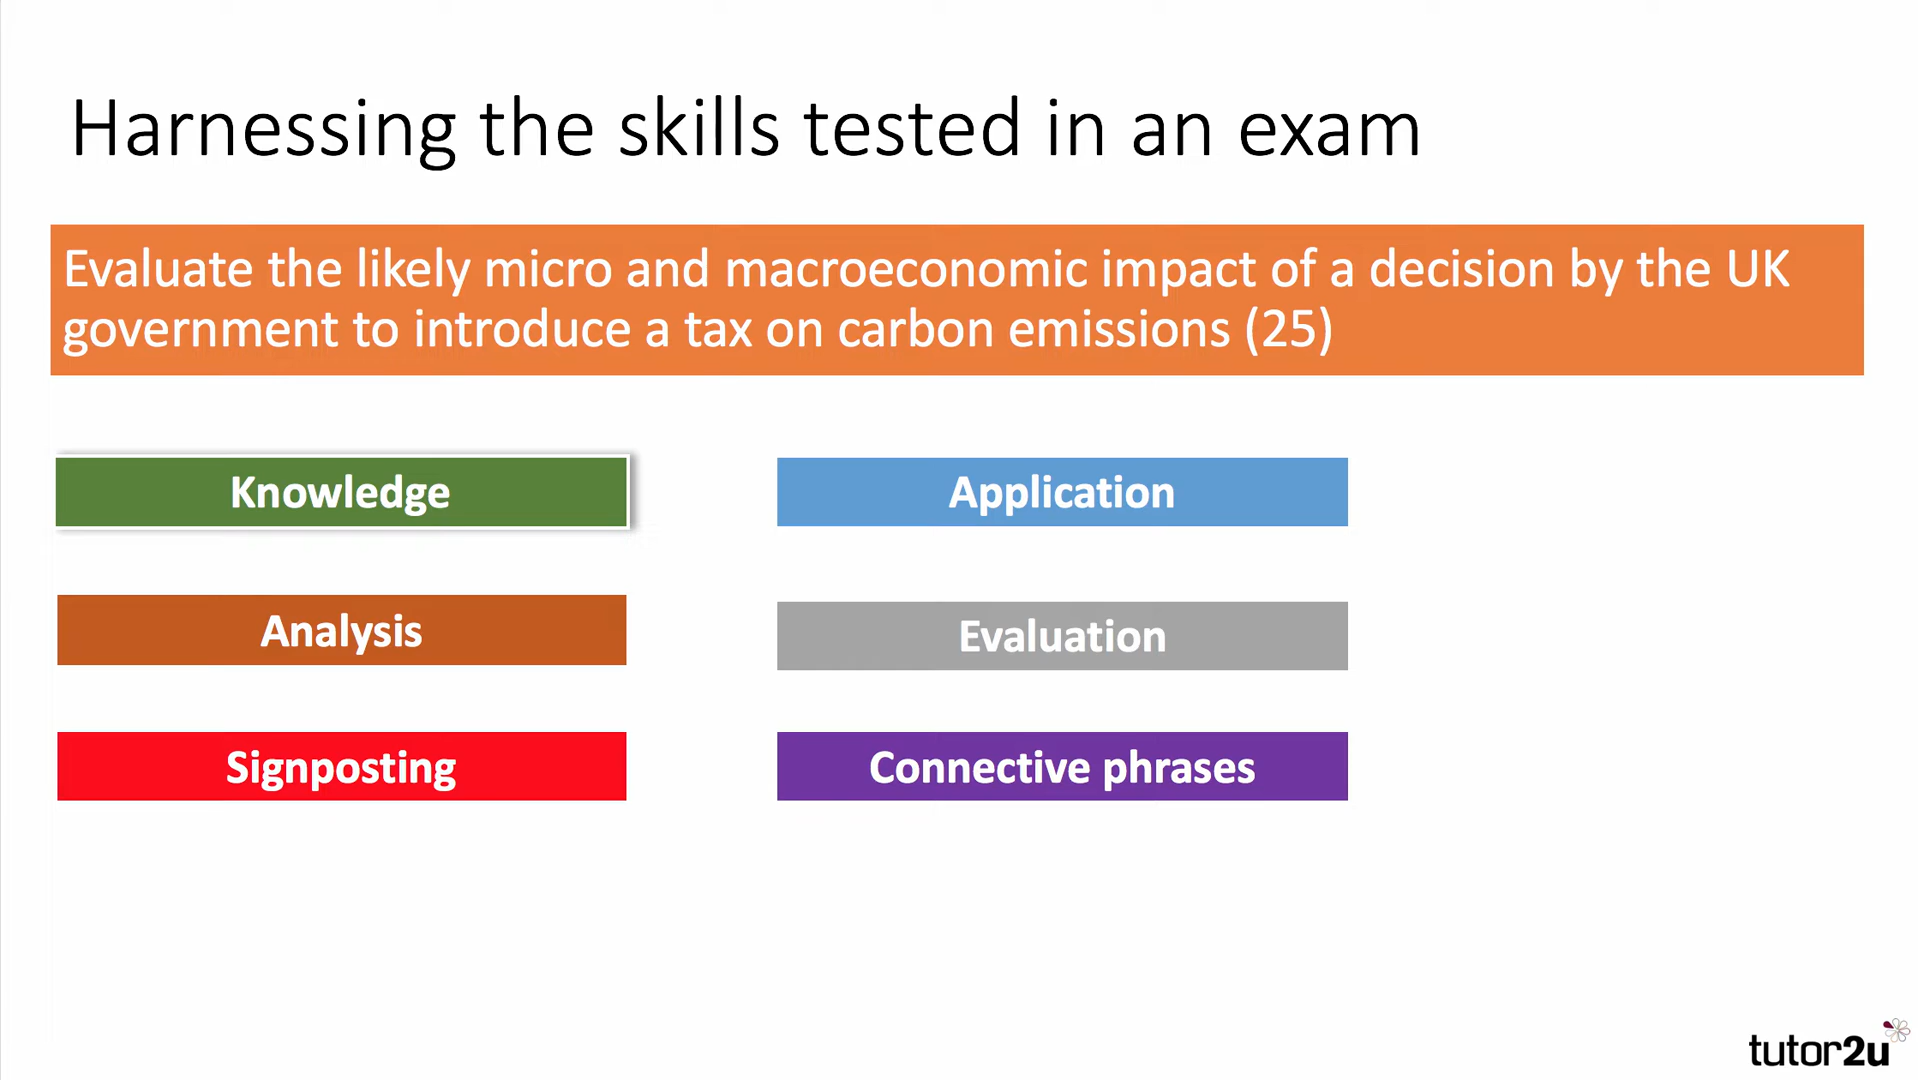 Harnessing the skills tested in an exam
Evaluate the likely micro and macroeconomic impact of a decision by the UK
government to introduce a tax on carbon emissions (25)
Knowledge
Application
Analysis
Evaluation
Signposting
Connective phrases
tutor2u